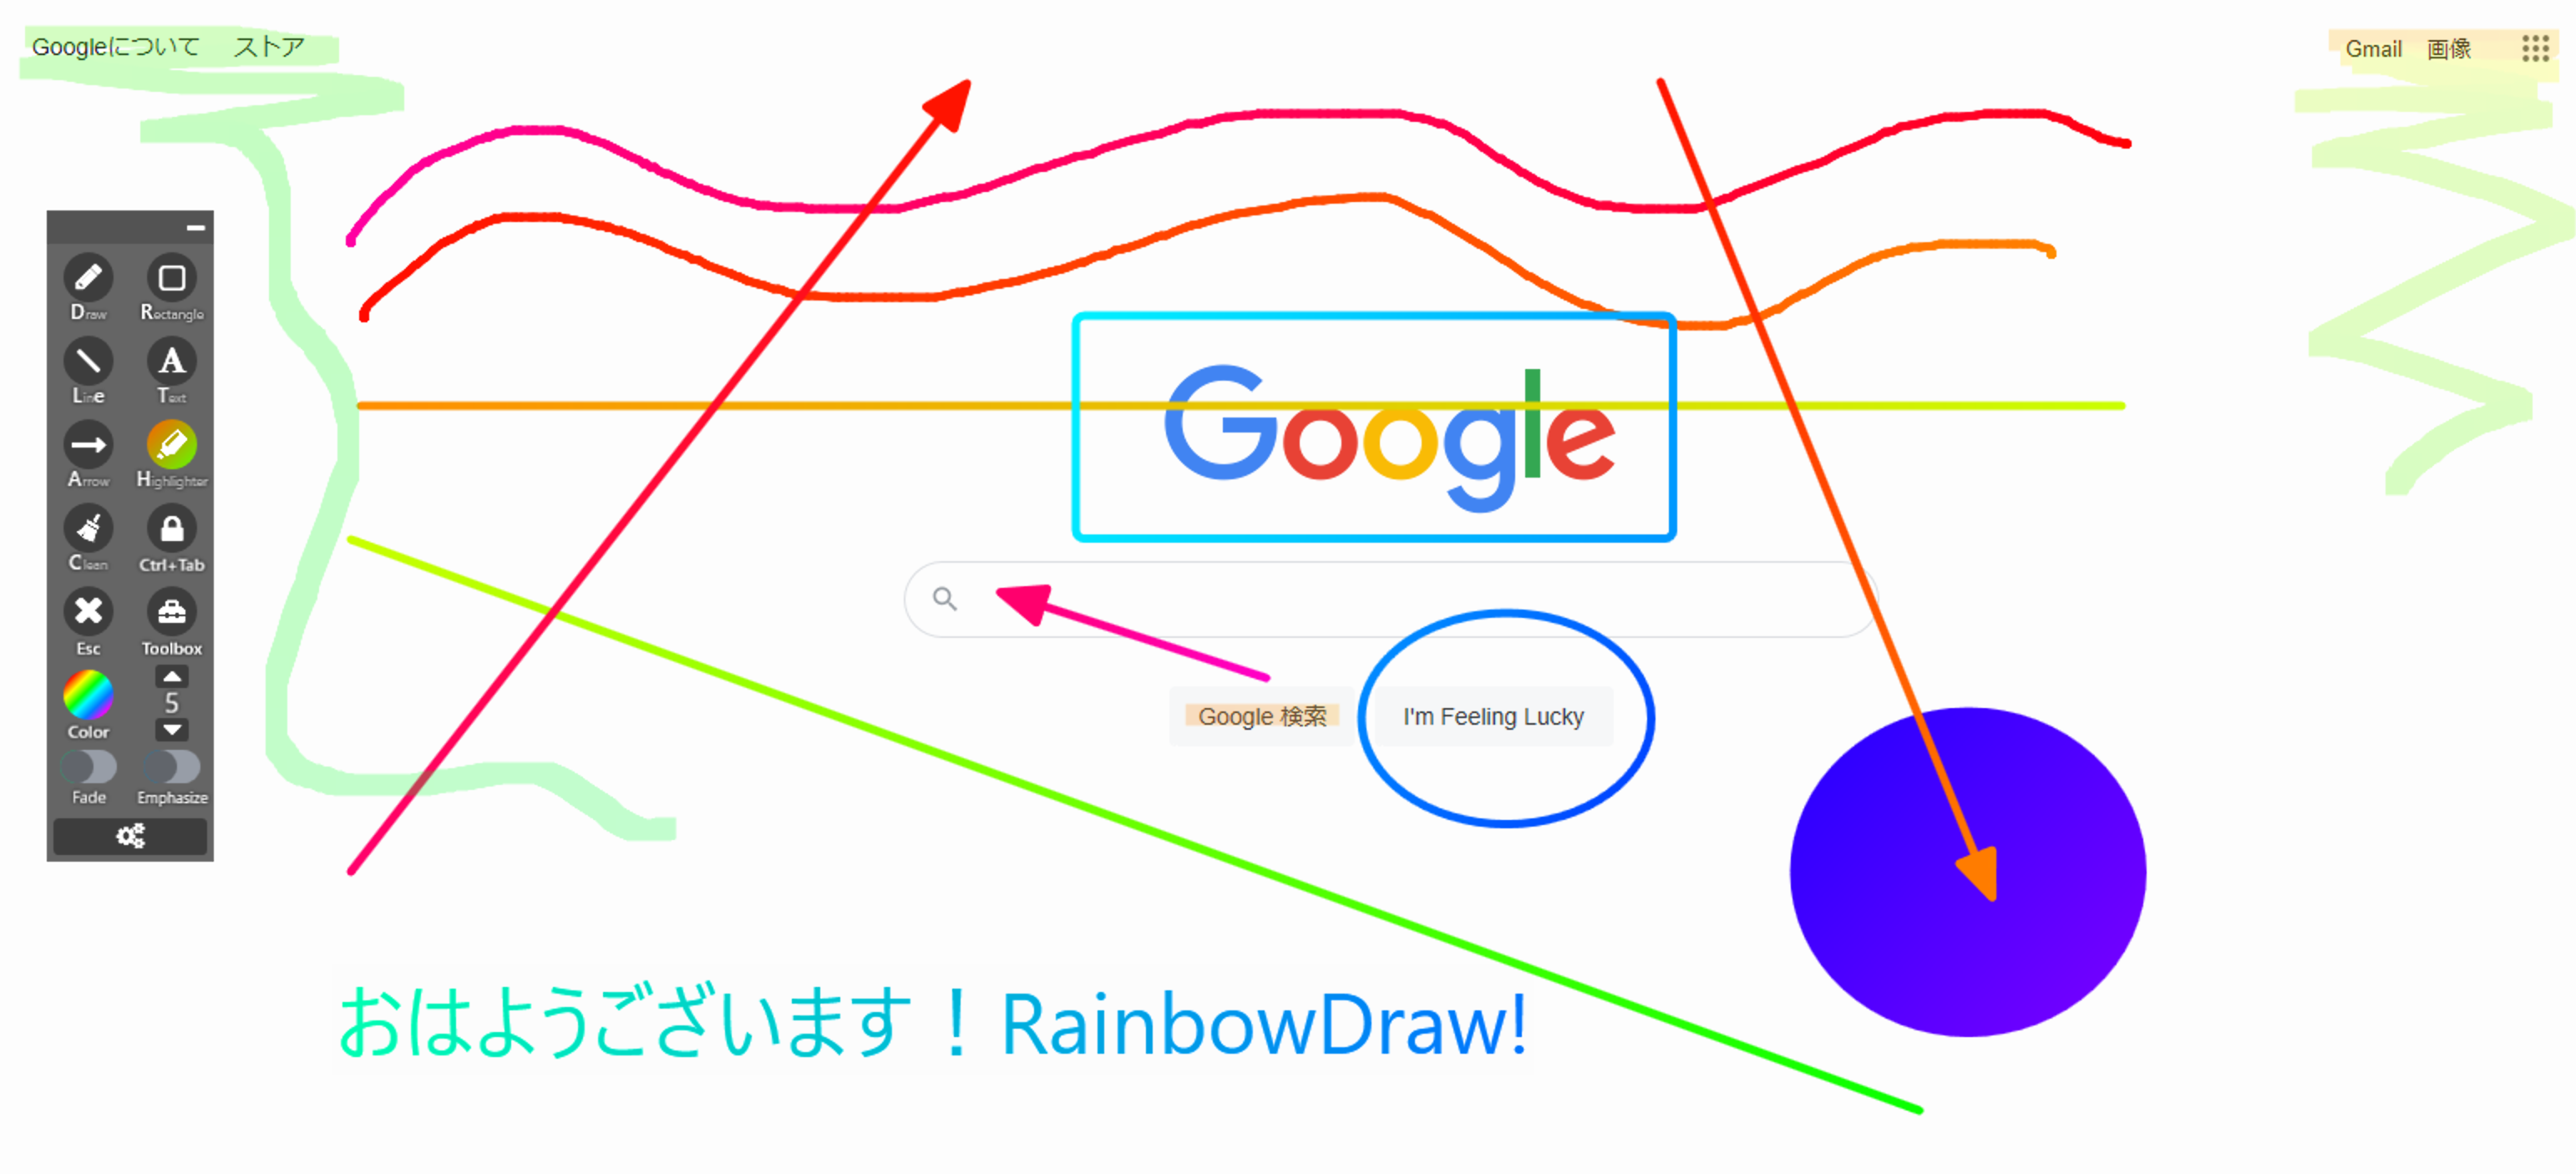 Googleについて ストア
Gmail 画像
Draw Rectangle
Line Text
Arrow Highlighter
Clean Ctrl+Tab
Esc Toolbox
Color 5
Fade Emphasize
Google
Google 検索 I'm Feeling Lucky
おはようございます！RainbowDraw!